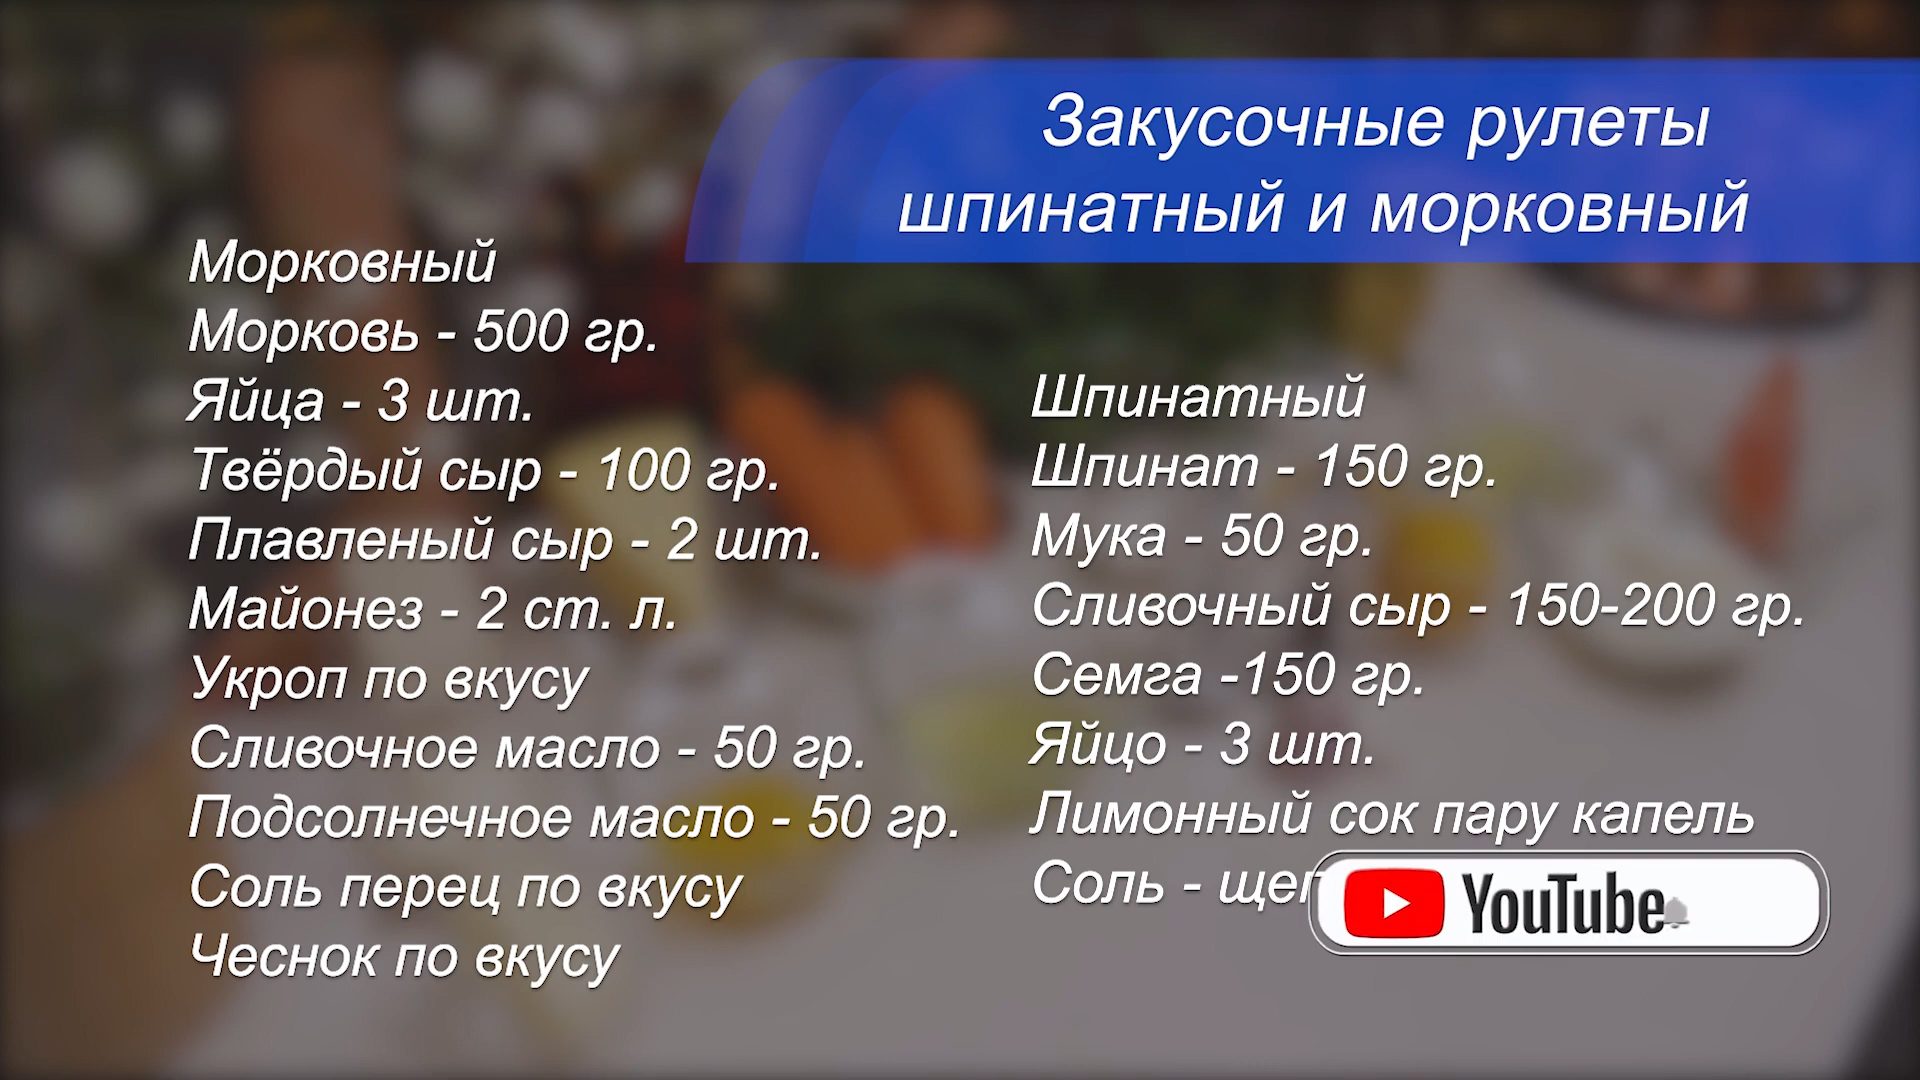 Закусочные рулеты
шпинатный и морковный
Морковный
Морковь - 500 гр.
Яйца - 3 шт.
Твёрдый сыр - 100 гр.
Плавленый сыр - 2 шт.
Майонез - 2 ст. л.
Укроп по вкусу
Сливочное масло - 50 гр.
Подсолнечное масло - 50 гр.
Соль перец по вкусу
Чеснок по вкусу
Шпинатный
Шпинат - 150 гр.
Мука - 50 гр.
Сливочный сыр - 150-200 гр.
Семга -150 гр.
Яйцо - 3 шт.
Лимонный сок пару капель
Соль -
YouTube